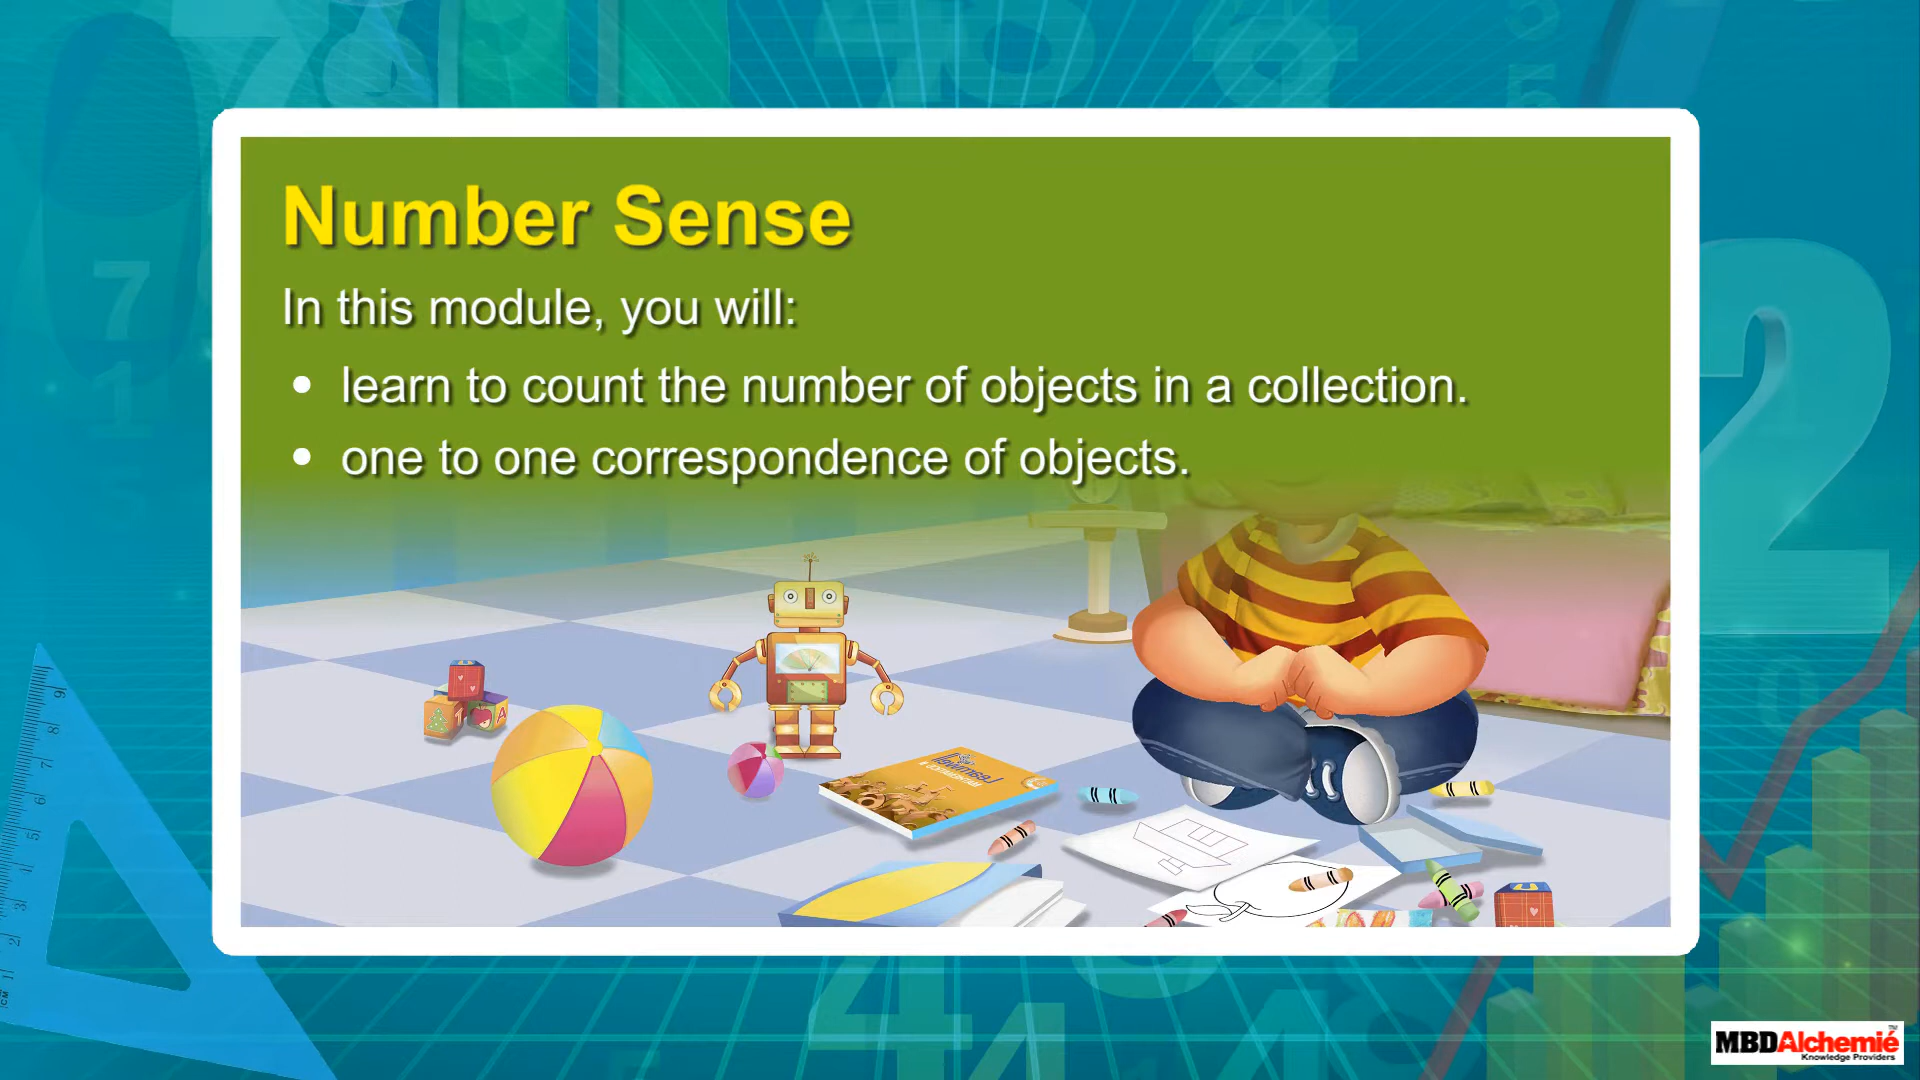 Number Sense
In this module, you will:
• learn to count the number of objects in a collection.
• one to one correspondence of objects.
MBDAlchemié™
Knowledge Providers